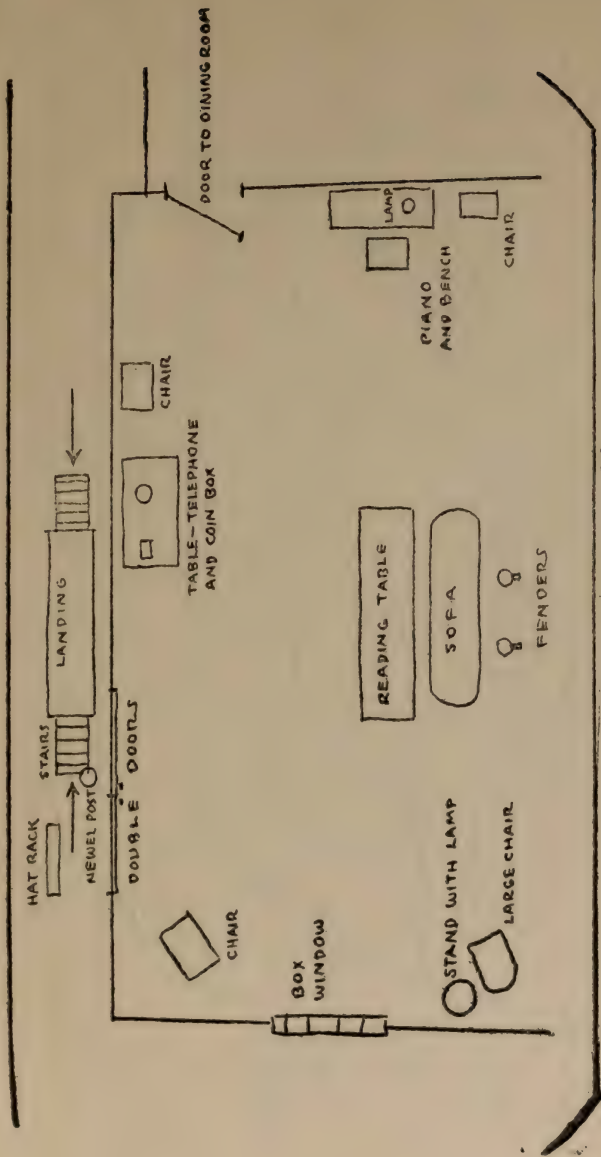 HAT RACK
STAIRS
NEWEL POST
LANDING
DOUBLE DOORS
CHAIR
TABLE-TELEPHONE
AND COIN BOX
CHAIR
DOOR TO DINING ROOM
BOX
WINDOW
STAND WITH LAMP
LARGE CHAIR
READING TABLE
SOFA
FENDERS
LAMP
PIANO
AND BENCH
CHAIR